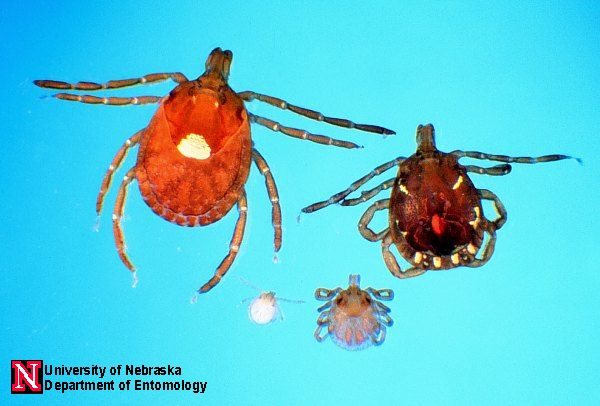 N
University of Nebraska
Department of Entomology